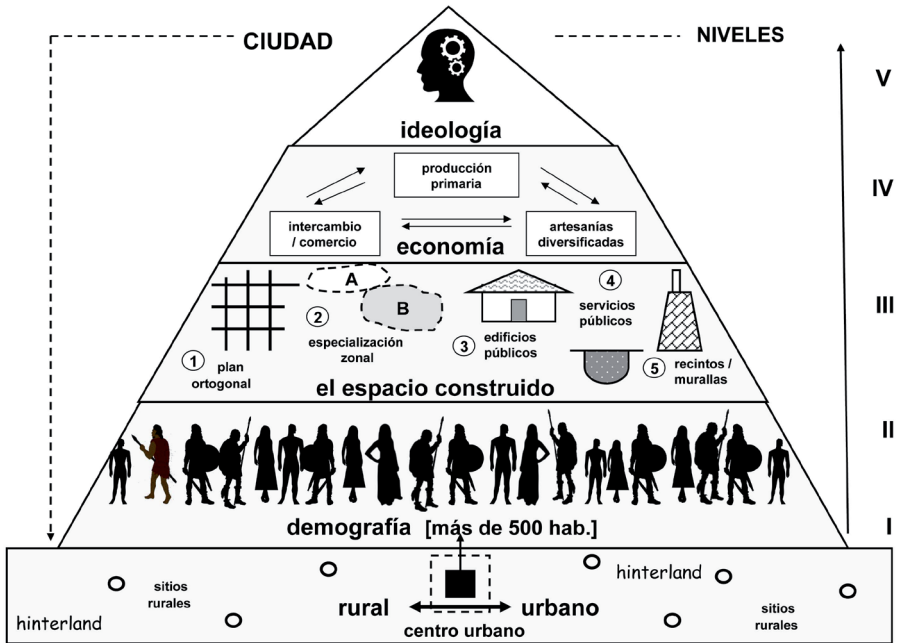 CIUDAD
NIVELES
V
ideología
producción
primaria
IV
intercambio
/ comercio
artesanías
diversificadas
economía
A
B
4
servicios
públicos
III
2
especialización
zonal
3
edificios
públicos
1
plan
ortogonal
5
recintos /
murallas
el espacio construido
II
demografía [más de 500 hab.]
I
hinterland
sitios
rurales
rural
urbano
centro urbano
hinterland
sitios
rurales